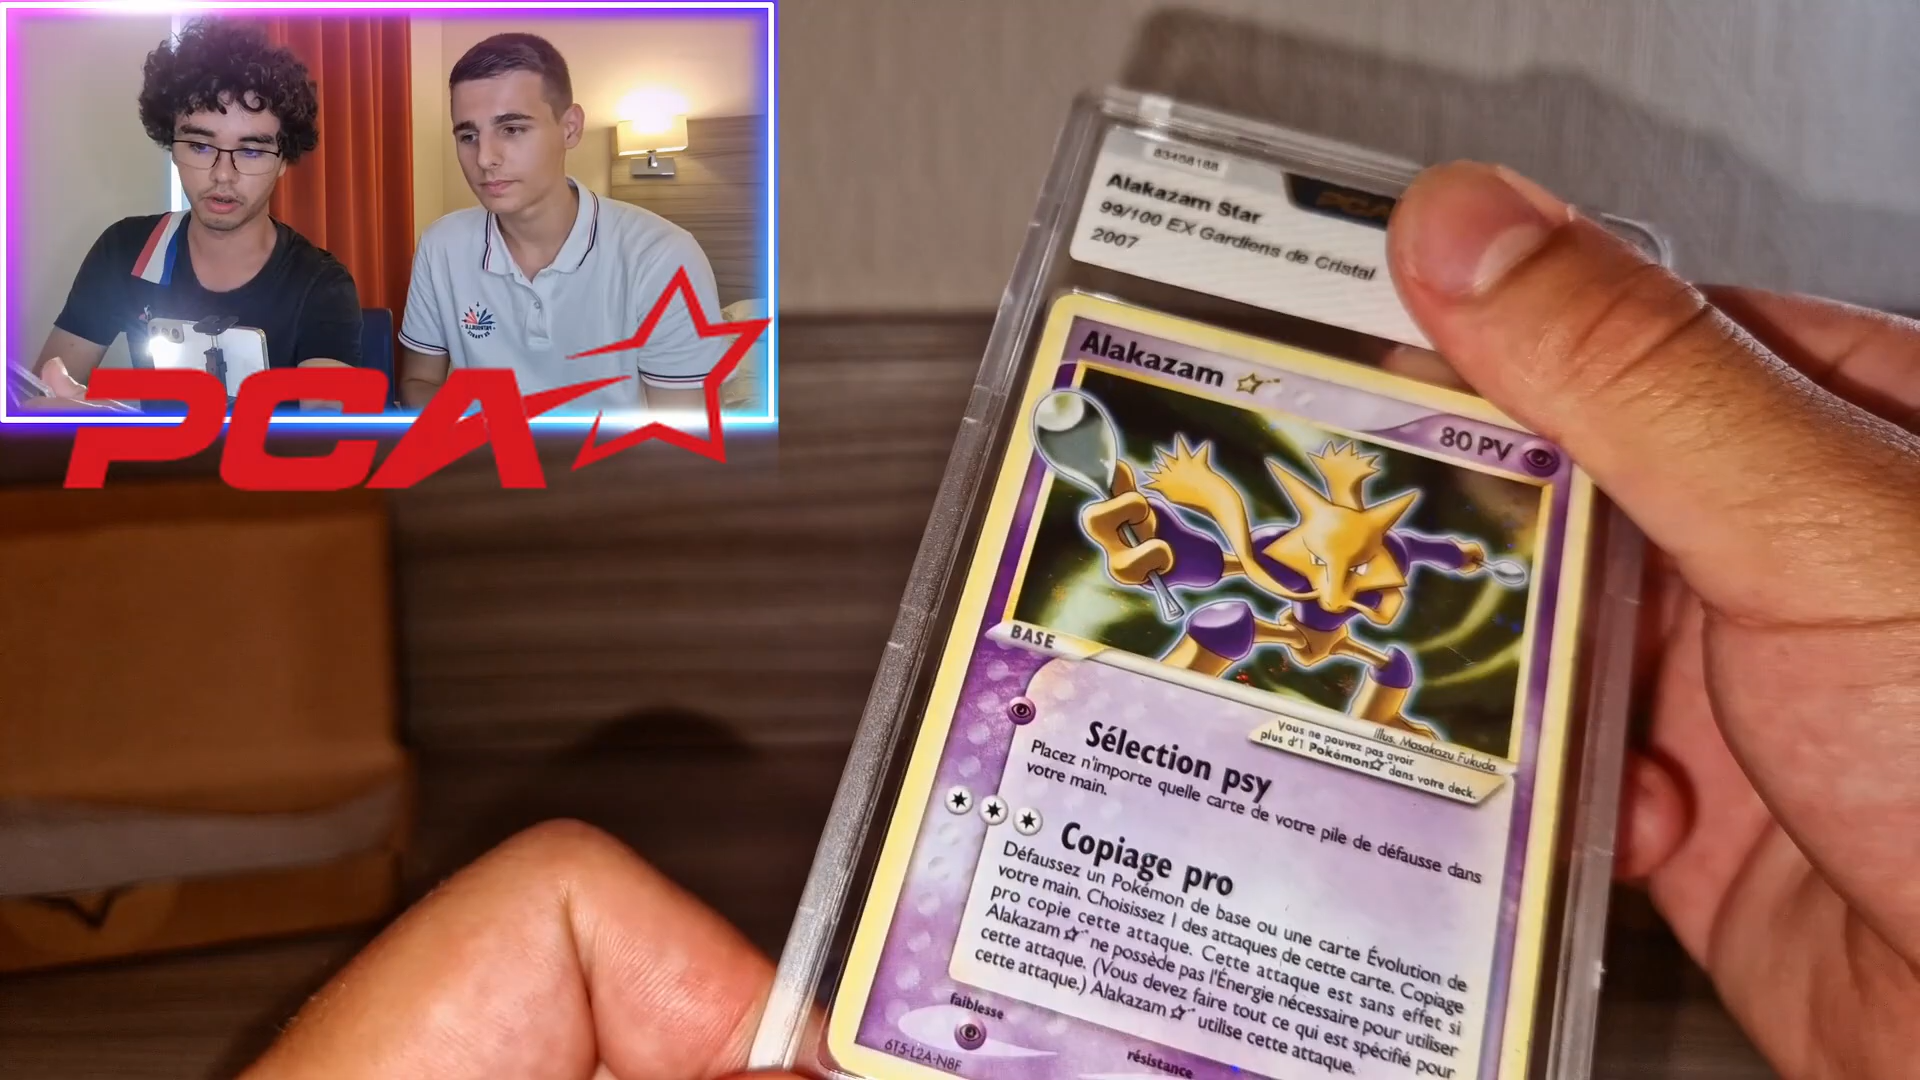 PCA
83458188
PCA
Alakazam Star
99/100 EX Gardiens de Cristal
2007
Alakazam ☆
80 PV
BASE
Illus. Masakazu Fukuda
Vous ne pouvez pas avoir
plus d'1 Pokémon☆ dans votre deck.
Sélection psy
Placez n'importe quelle carte de votre pile de défausse dans
votre main.
Copiage pro
Défaussez un Pokémon de base ou une carte Évolution de
votre main. Choisissez 1 des attaques de cette carte. Copiage
pro copie cette attaque. Cette attaque est sans effet si
Alakazam ☆ ne possède pas l'Énergie nécessaire pour utiliser
cette attaque. (Vous devez faire tout ce qui est spécifié pour
cette attaque.) Alakazam ☆ utilise cette attaque.
faiblesse
résistance
6T5-L2A-N8F